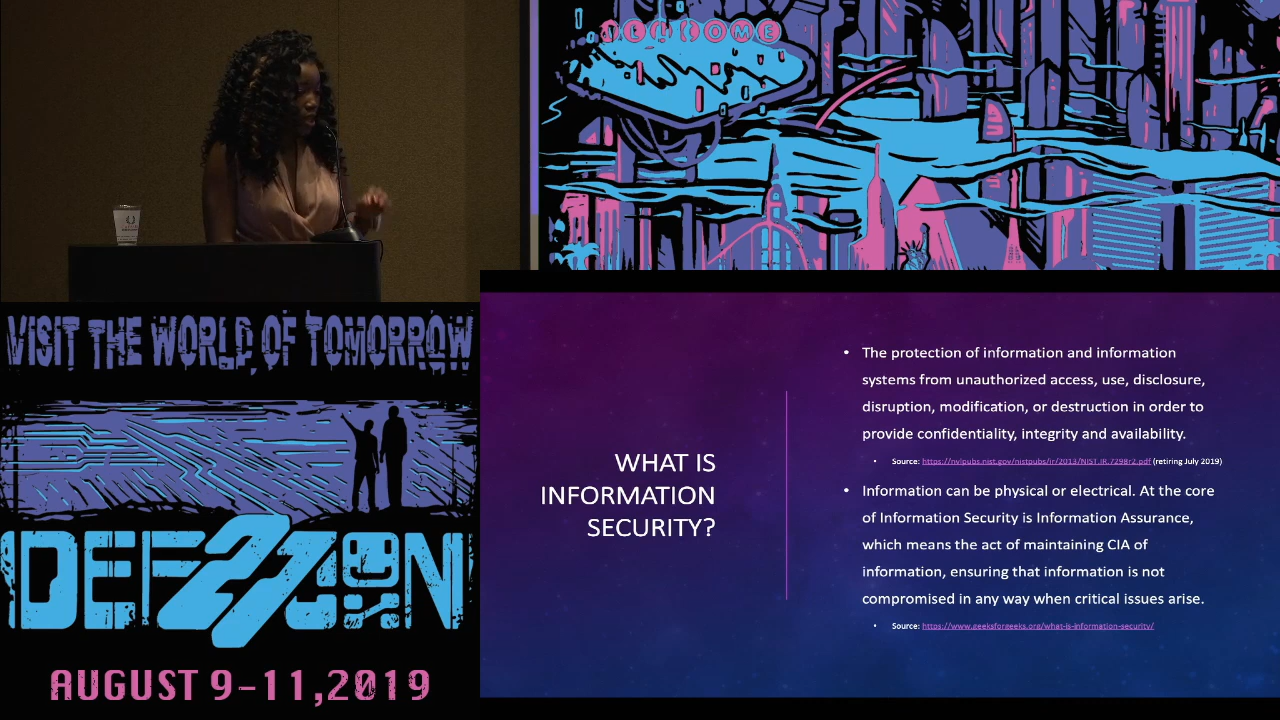 WELCOME
VISIT THE WORLD OF TOMORROW
DEF27CON
AUGUST 9-11,2019
WHAT IS
INFORMATION
SECURITY?
• The protection of information and information
systems from unauthorized access, use, disclosure,
disruption, modification, or destruction in order to
provide confidentiality, integrity and availability.
• Source: https://nvlpubs.nist.gov/nistpubs/ir/2013/NIST.IR.7298r2.pdf (retiring July 2019)
• Information can be physical or electrical. At the core
of Information Security is Information Assurance,
which means the act of maintaining CIA of
information, ensuring that information is not
compromised in any way when critical issues arise.
• Source: https://www.geeksforgeeks.org/what-is-information-security/